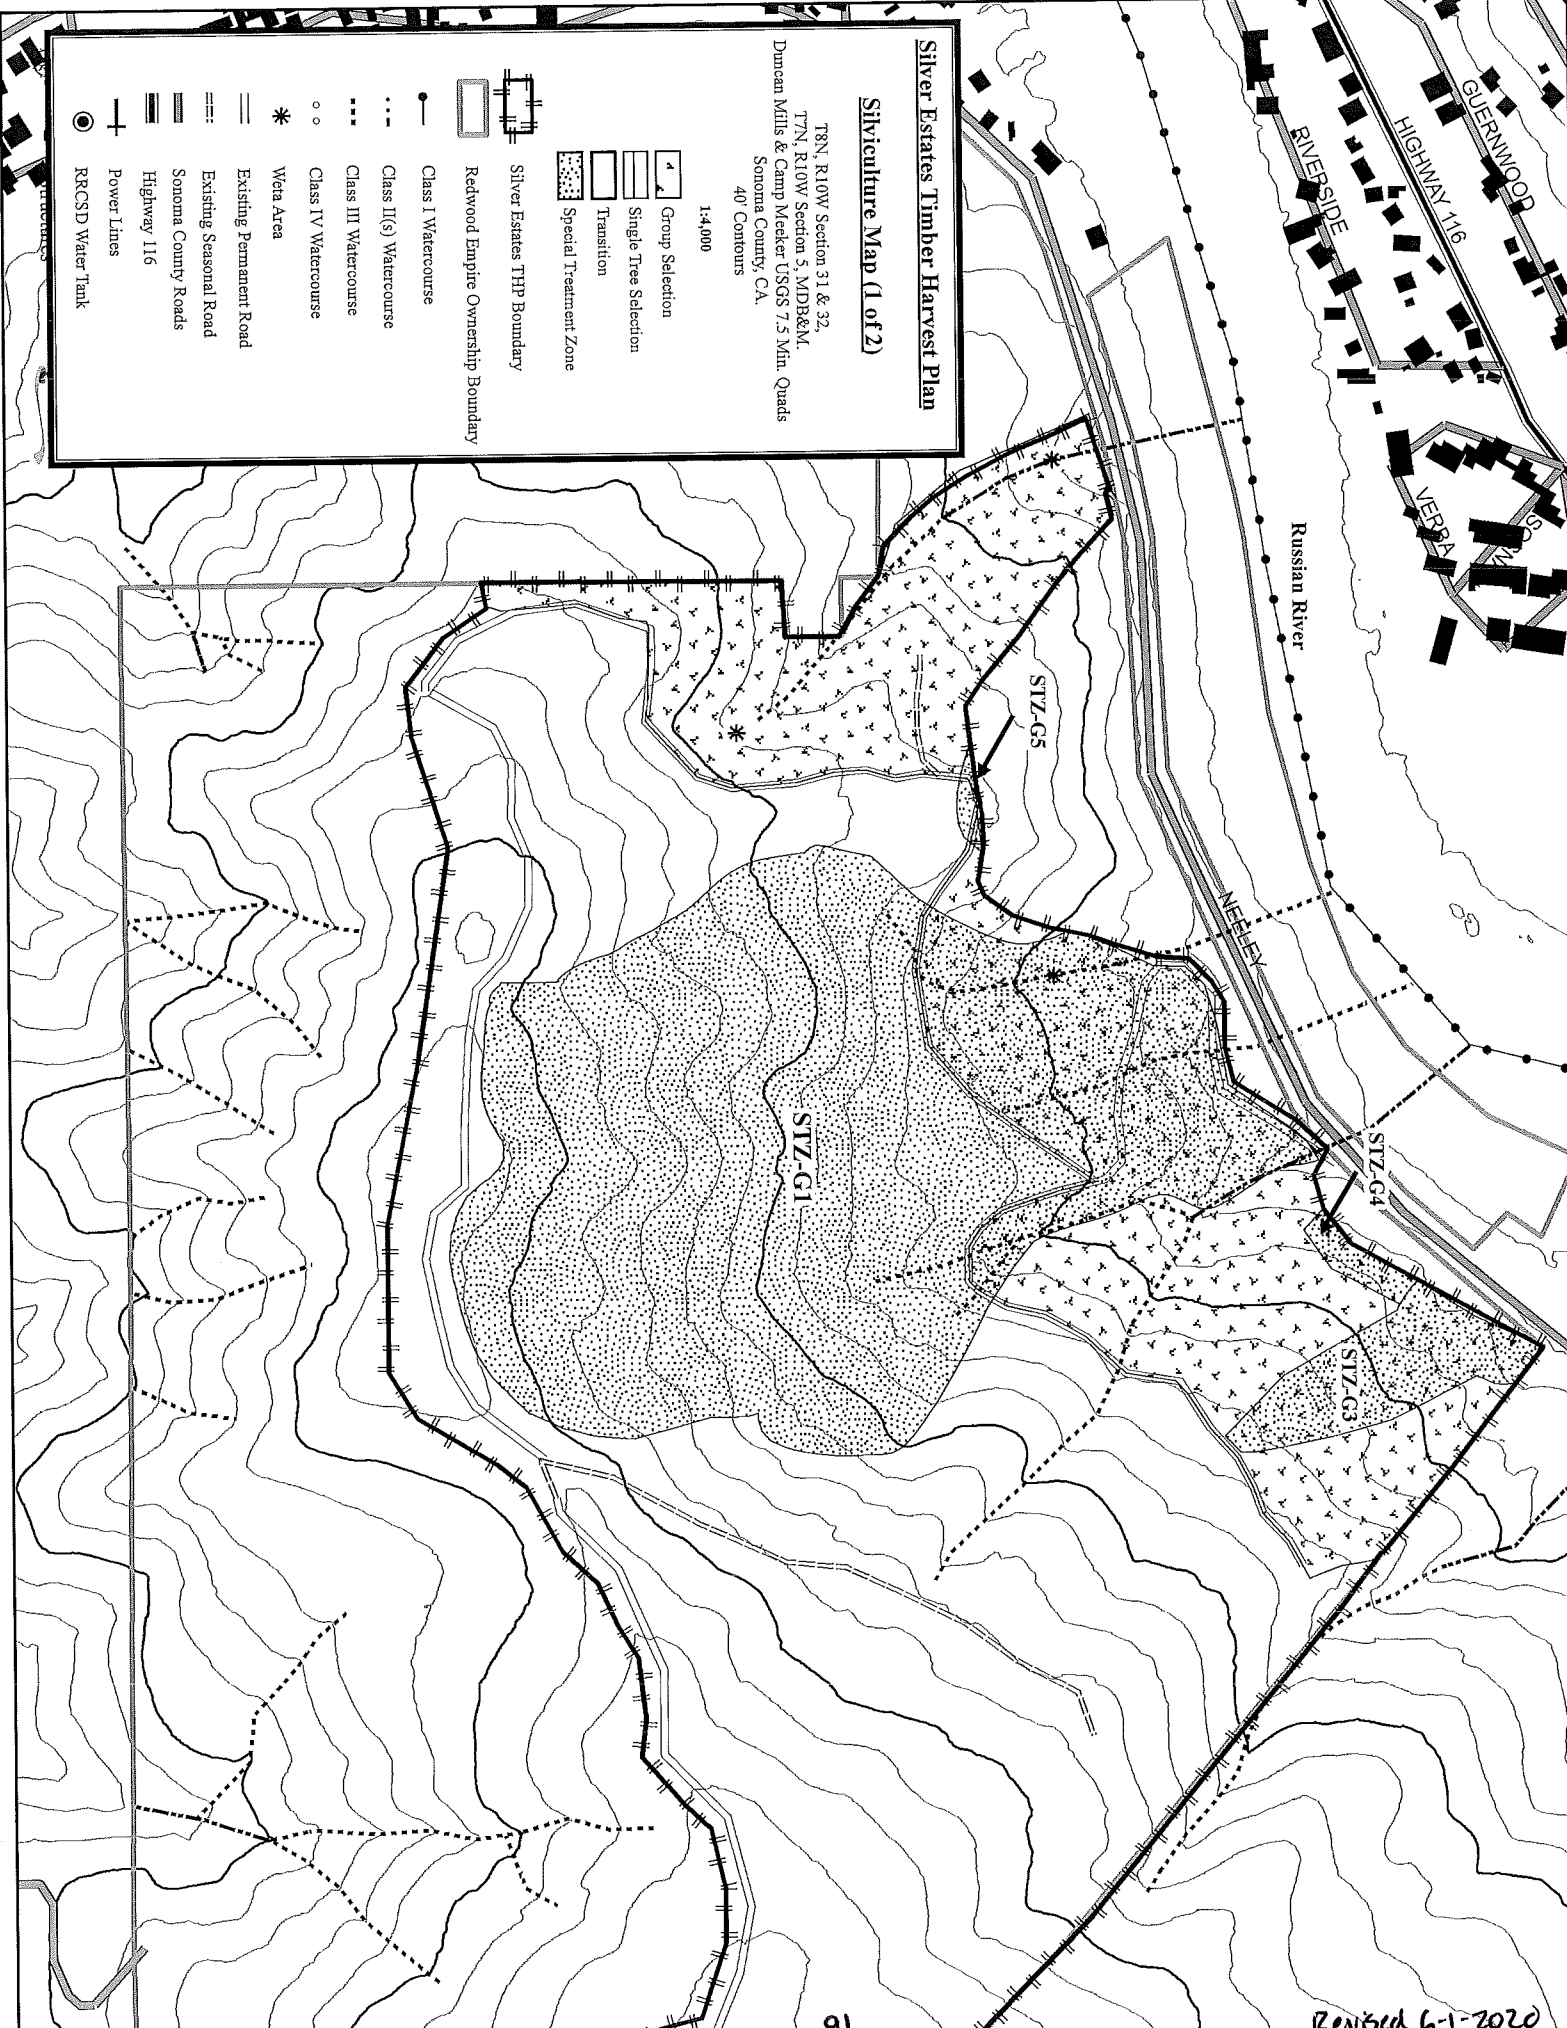 Silver Estates Timber Harvest Plan
Silviculture Map (1 of 2)
T8N, R10W Section 31 & 32,
T7N, R10W Section 5, MDB&M.
Duncan Mills & Camp Meeker USGS 7.5 Min. Quads
Sonoma County, CA.
40' Contours
1:4,000
Group Selection
Single Tree Selection
Transition
Special Treatment Zone
Silver Estates THP Boundary
Redwood Empire Ownership Boundary
Class I Watercourse
Class II(s) Watercourse
Class III Watercourse
Class IV Watercourse
Weta Area
Existing Permanent Road
Existing Seasonal Road
Sonoma County Roads
Highway 116
Power Lines
RRCSD Water Tank
GUERNWOOD
HIGHWAY 116
RIVERSIDE
VERBA
Russian River
NEELEY
STZ-G5
STZ-G4
STZ-G3
STZ-G1
Revised 6-1-2020